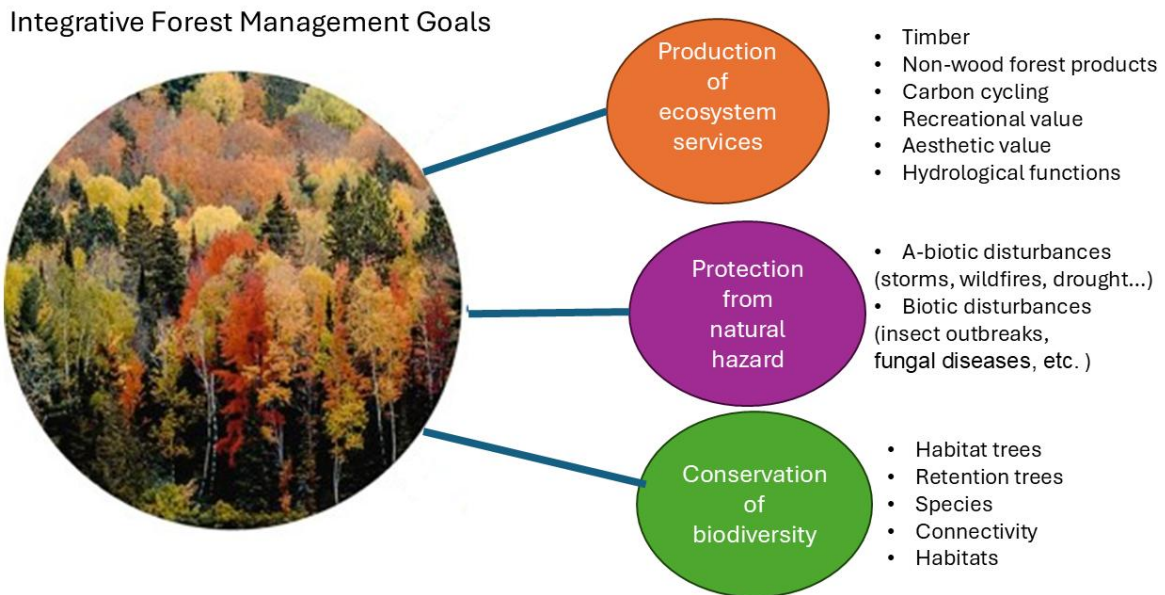 Integrative Forest Management Goals
Production
of
ecosystem
services
• Timber
• Non-wood forest products
• Carbon cycling
• Recreational value
• Aesthetic value
• Hydrological functions
Protection
from
natural
hazard
• A-biotic disturbances
(storms, wildfires, drought...)
• Biotic disturbances
(insect outbreaks,
fungal diseases, etc. )
Conservation
of
biodiversity
• Habitat trees
• Retention trees
• Species
• Connectivity
• Habitats